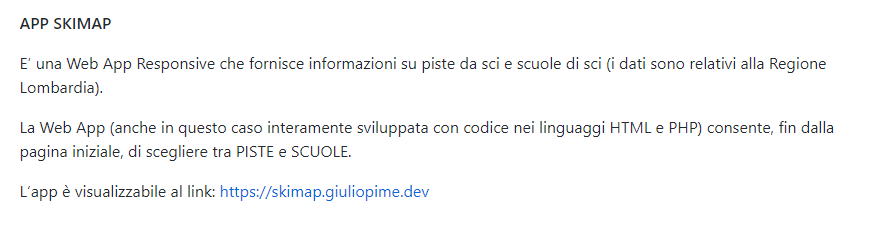 APP SKIMAP
E' una Web App Responsive che fornisce informazioni su piste da sci e scuole di sci (i dati sono relativi alla Regione
Lombardia).
La Web App (anche in questo caso interamente sviluppata con codice nei linguaggi HTML e PHP) consente, fin dalla
pagina iniziale, di scegliere tra PISTE e SCUOLE.
L'app è visualizzabile al link: https://skimap.giuliopime.dev